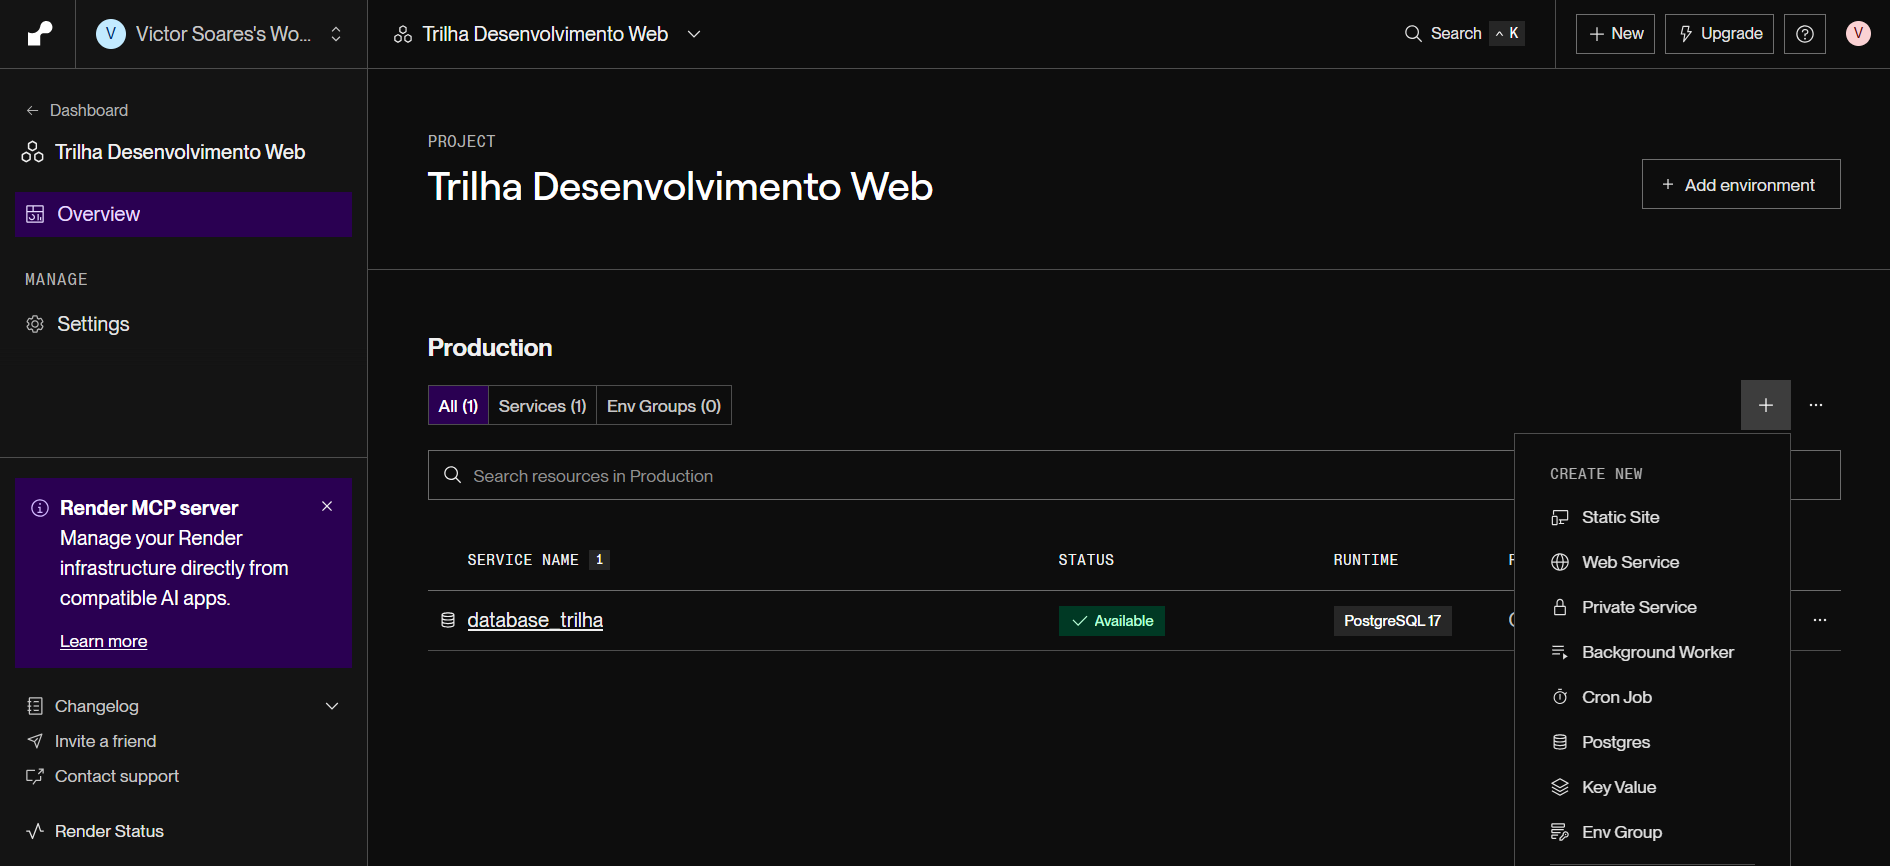 V Victor Soares's Wo...
Trilha Desenvolvimento Web
Search ^ K
+ New
Upgrade
V
← Dashboard
Trilha Desenvolvimento Web
Overview
MANAGE
Settings
Render MCP server
Manage your Render
infrastructure directly from
compatible AI apps.
Learn more
Changelog
Invite a friend
Contact support
Render Status
PROJECT
Trilha Desenvolvimento Web
+ Add environment
Production
All (1)
Services (1)
Env Groups (0)
Search resources in Production
SERVICE NAME 1
STATUS
RUNTIME
database_trilha
Available
PostgreSQL 17
CREATE NEW
Static Site
Web Service
Private Service
Background Worker
Cron Job
Postgres
Key Value
Env Group